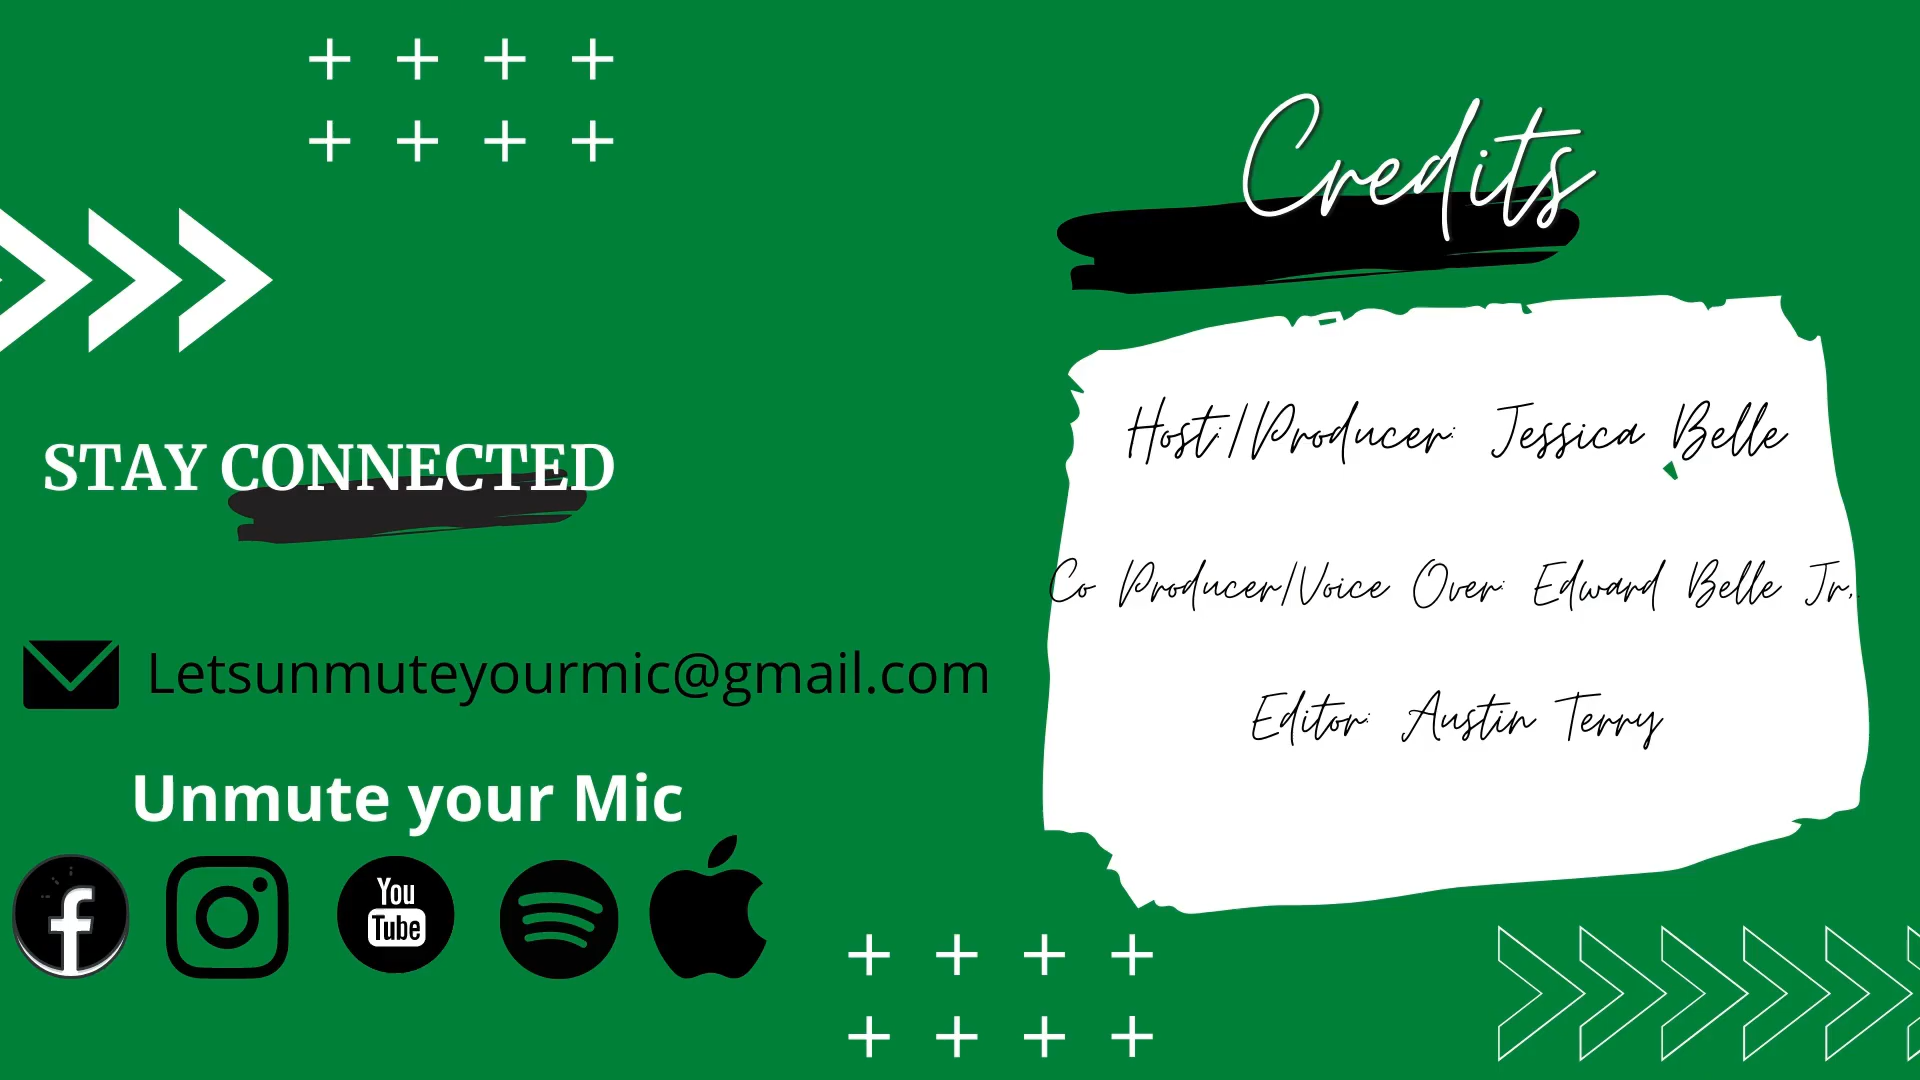 STAY CONNECTED
Letsunmuteyourmic@gmail.com
Unmute your Mic
f
You
Tube
Credits
Host:/Producer: Jessica Belle
Co Producer/Voice Over: Edward Belle Jr,.
Editor: Austin Terry